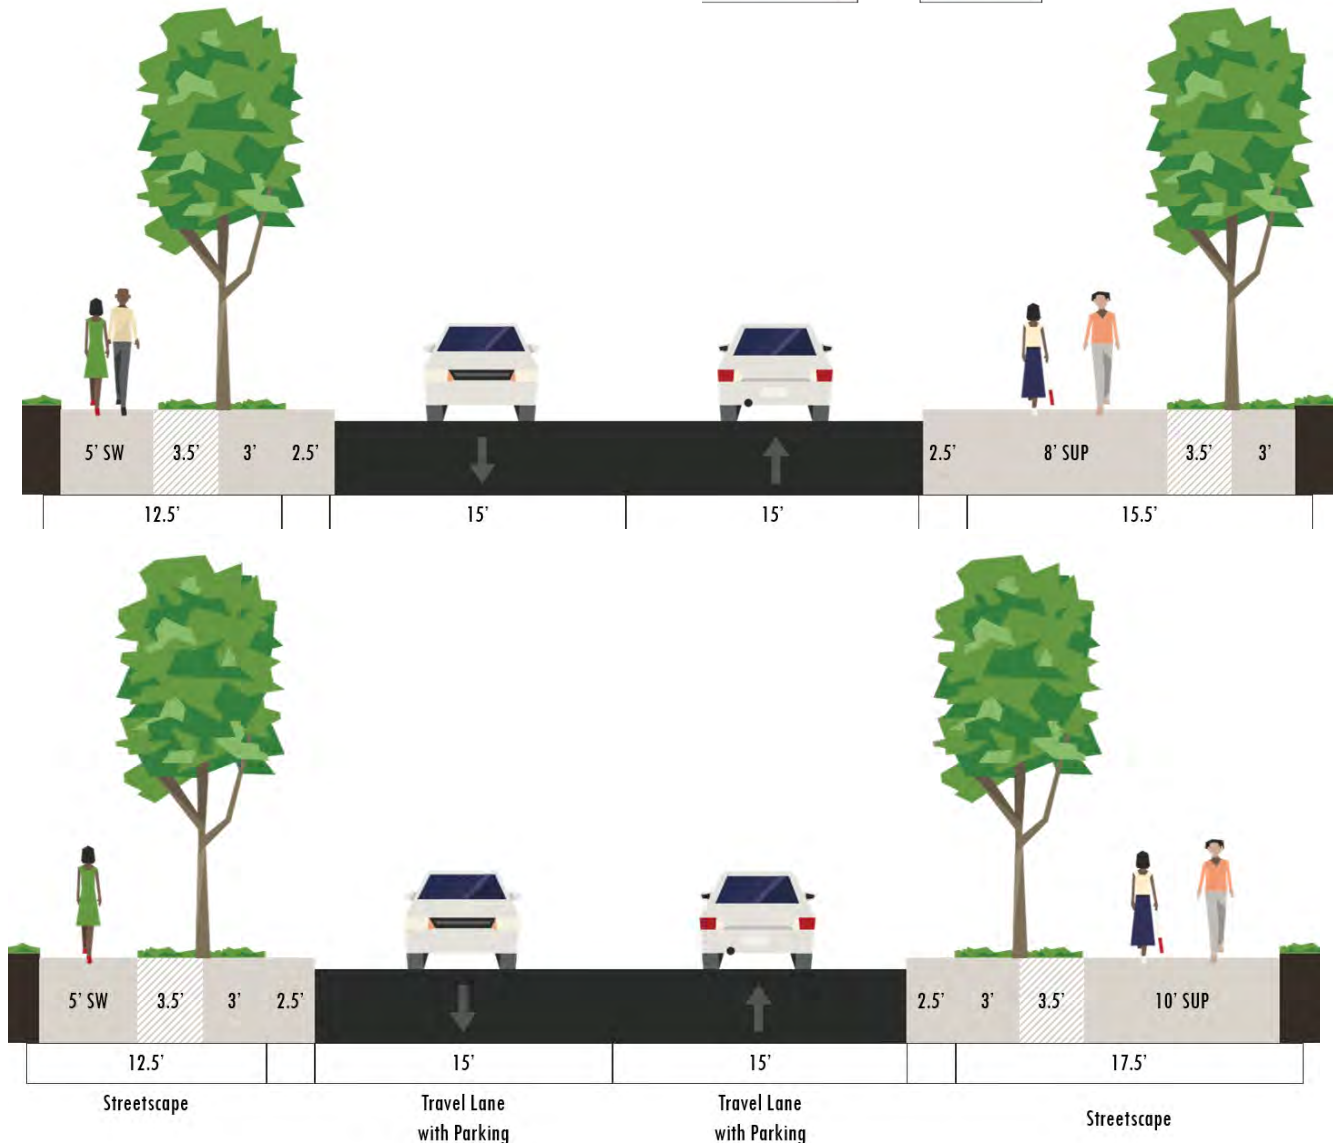 5’ SW 3.5’ 3’ 2.5’ 2.5’ 8’ SUP 3.5’ 3’
12.5’ 15’ 15’ 15.5’
5’ SW 3.5’ 3’ 2.5’ 2.5’ 3’ 3.5’ 10’ SUP
12.5’ 15’ 15’ 17.5’
Streetscape
Travel Lane
with Parking
Travel Lane
with Parking
Streetscape